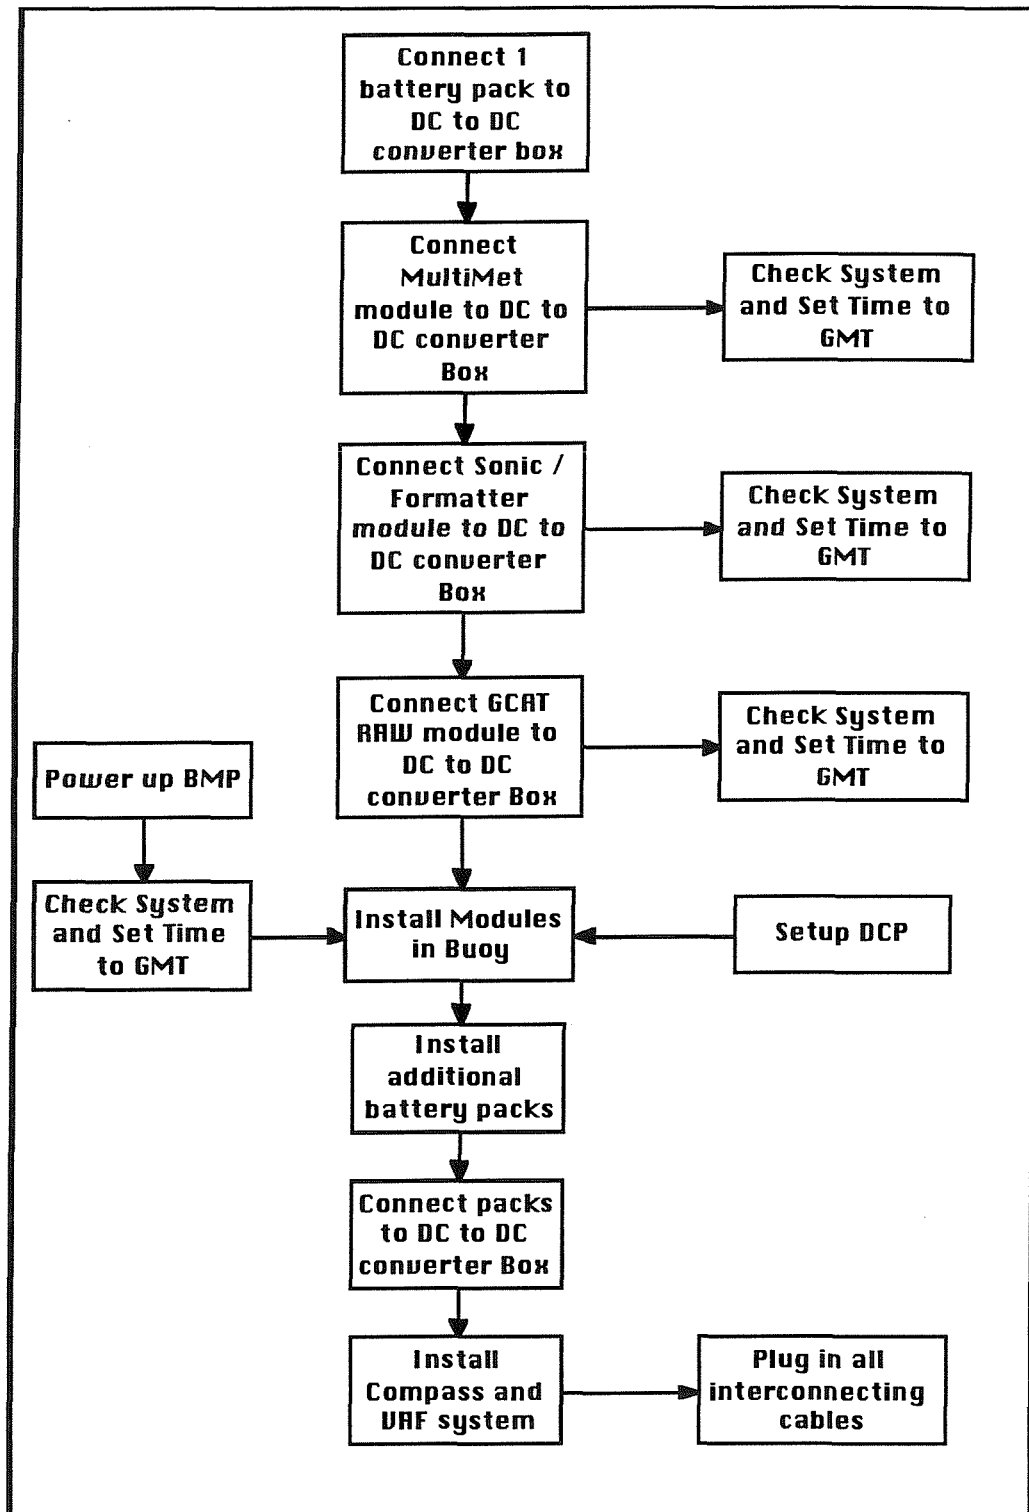 Connect 1
battery pack to
DC to DC
converter box
Connect
MultiMet
module to DC to
DC converter
Box
Check System
and Set Time to
GMT
Connect Sonic /
Formatter
module to DC to
DC converter
Box
Check System
and Set Time to
GMT
Connect GCAT
RAW module to
DC to DC
converter Box
Check System
and Set Time to
GMT
Power up BMP
Check System
and Set Time
to GMT
Install Modules
in Buoy
Setup DCP
Install
additional
battery packs
Connect packs
to DC to DC
converter Box
Install
Compass and
VAF system
Plug in all
interconnecting
cables